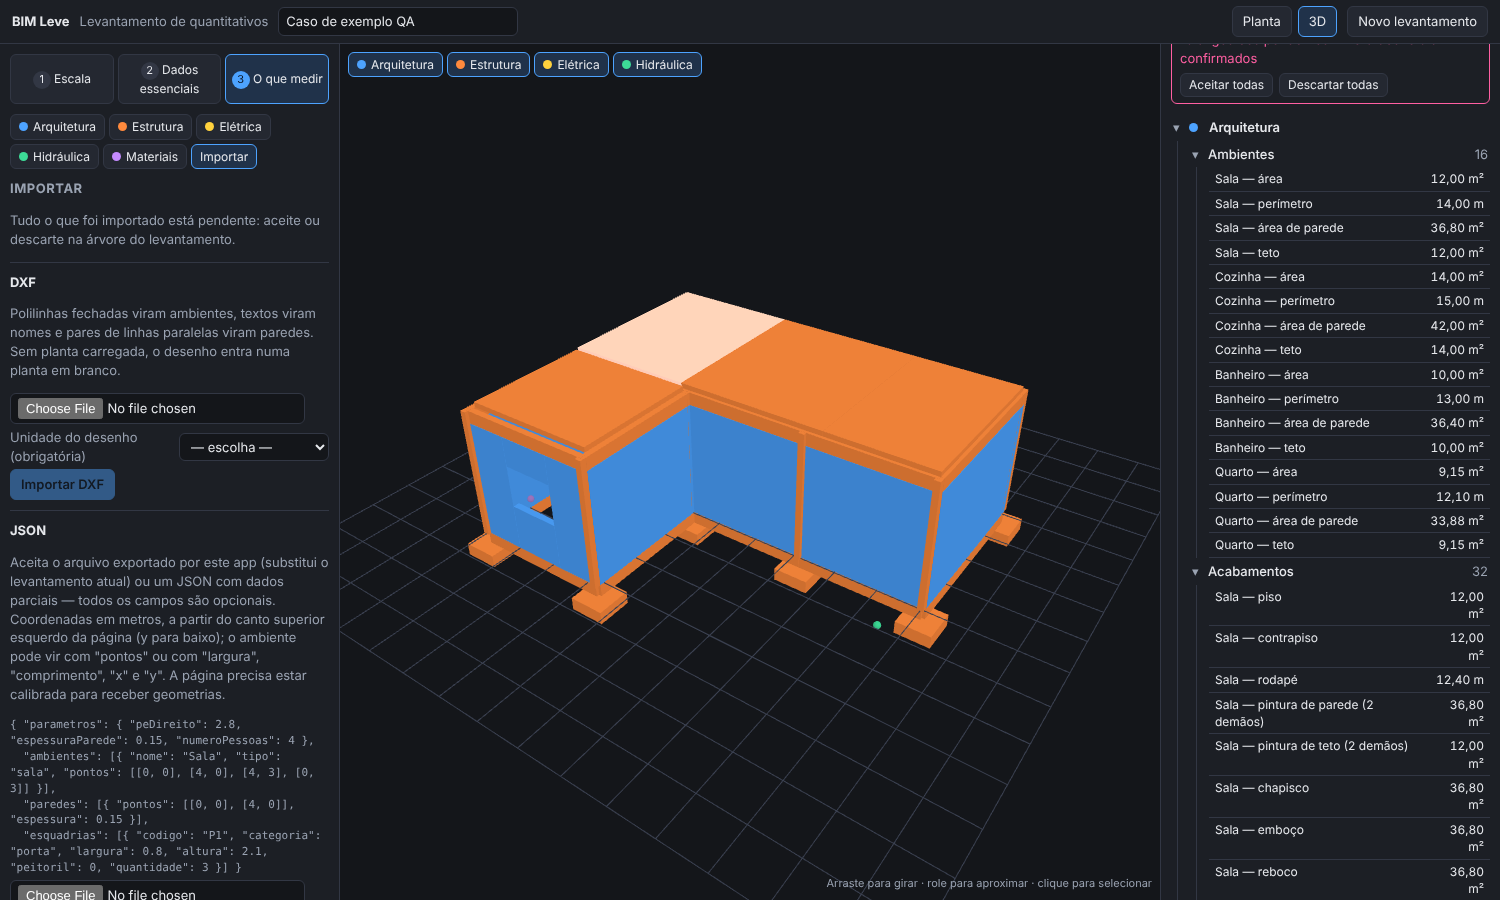 BIM Leve Levantamento de quantitativos Caso de exemplo QA Planta 3D Novo levantamento
1 Escala
2 Dados essenciais
3 O que medir
Arquitetura Estrutura Elétrica
Hidráulica Materiais Importar
IMPORTAR
Tudo o que foi importado está pendente: aceite ou
descarte na árvore do levantamento.
DXF
Polilinhas fechadas viram ambientes, textos viram
nomes e pares de linhas paralelas viram paredes.
Sem planta carregada, o desenho entra numa
planta em branco.
Choose File No file chosen
Unidade do desenho
(obrigatória)
— escolha —
Importar DXF
JSON
Aceita o arquivo exportado por este app (substitui o
levantamento atual) ou um JSON com dados
parciais — todos os campos são opcionais.
Coordenadas em metros, a partir do canto superior
esquerdo da página (y para baixo); o ambiente
pode vir com "pontos" ou com "largura",
"comprimento", "x" e "y". A página precisa estar
calibrada para receber geometrias.
{ "parametros": { "peDireito": 2.8,
"espessuraParede": 0.15, "numeroPessoas": 4 },
"ambientes": [{ "nome": "Sala", "tipo":
"sala", "pontos": [[0, 0], [4, 0], [4, 3], [0,
3]] }],
"paredes": [{ "pontos": [[0, 0], [4, 0]],
"espessura": 0.15 }],
"esquadrias": [{ "codigo": "P1", "categoria":
"porta", "largura": 0.8, "altura": 2.1,
"peitoril": 0, "quantidade": 3 }] }
Choose File No file chosen
Arquitetura Estrutura Elétrica Hidráulica
Arraste para girar · role para aproximar · clique para selecionar
confirmados
Aceitar todas Descartar todas
Arquitetura
Ambientes 16
Sala — área 12,00 m²
Sala — perímetro 14,00 m
Sala — área de parede 36,80 m²
Sala — teto 12,00 m²
Cozinha — área 14,00 m²
Cozinha — perímetro 15,00 m
Cozinha — área de parede 42,00 m²
Cozinha — teto 14,00 m²
Banheiro — área 10,00 m²
Banheiro — perímetro 13,00 m
Banheiro — área de parede 36,40 m²
Banheiro — teto 10,00 m²
Quarto — área 9,15 m²
Quarto — perímetro 12,10 m
Quarto — área de parede 33,88 m²
Quarto — teto 9,15 m²
Acabamentos 32
Sala — piso 12,00
m²
Sala — contrapiso 12,00
m²
Sala — rodapé 12,40 m
Sala — pintura de parede (2 36,80
demãos) m²
Sala — pintura de teto (2 demãos) 12,00
m²
Sala — chapisco 36,80
m²
Sala — emboço 36,80
m²
Sala — reboco 36,80
m²